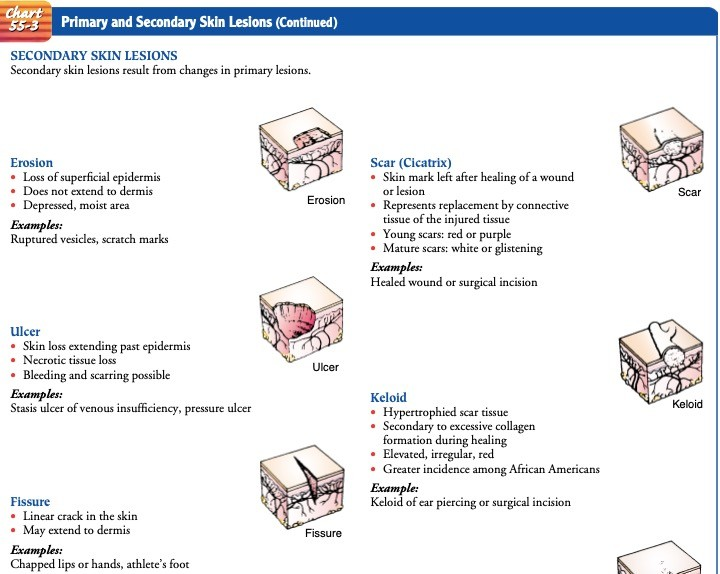 Chart
55-3
Primary and Secondary Skin Lesions (Continued)
SECONDARY SKIN LESIONS
Secondary skin lesions result from changes in primary lesions.
Erosion
Erosion
• Loss of superficial epidermis
• Does not extend to dermis
• Depressed, moist area
Examples:
Ruptured vesicles, scratch marks
Ulcer
Ulcer
• Skin loss extending past epidermis
• Necrotic tissue loss
• Bleeding and scarring possible
Examples:
Stasis ulcer of venous insufficiency, pressure ulcer
Fissure
Fissure
• Linear crack in the skin
• May extend to dermis
Examples:
Chapped lips or hands, athlete's foot
Scar
Scar (Cicatrix)
• Skin mark left after healing of a wound
or lesion
• Represents replacement by connective
tissue of the injured tissue
• Young scars: red or purple
• Mature scars: white or glistening
Examples:
Healed wound or surgical incision
Keloid
Keloid
• Hypertrophied scar tissue
• Secondary to excessive collagen
formation during healing
• Elevated, irregular, red
• Greater incidence among African Americans
Example:
Keloid of ear piercing or surgical incision